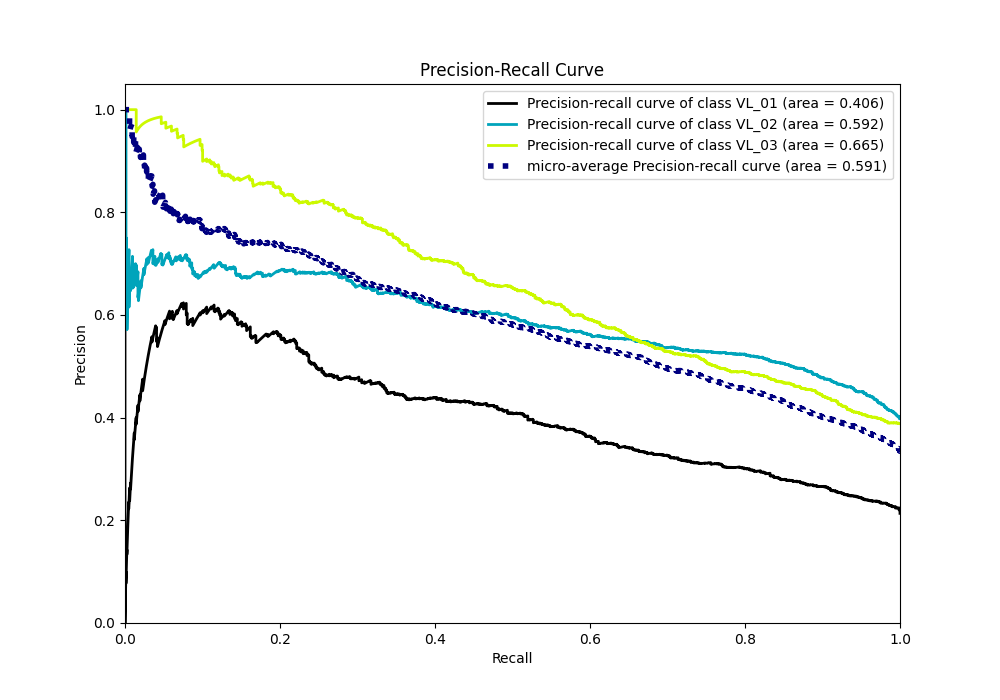 Precision-Recall Curve
Precision-recall curve of class VL_01 (area = 0.406)
Precision-recall curve of class VL_02 (area = 0.592)
Precision-recall curve of class VL_03 (area = 0.665)
micro-average Precision-recall curve (area = 0.591)
Precision
1.0
0.8
0.6
0.4
0.2
0.0
0.0 0.2 0.4 0.6 0.8 1.0
Recall